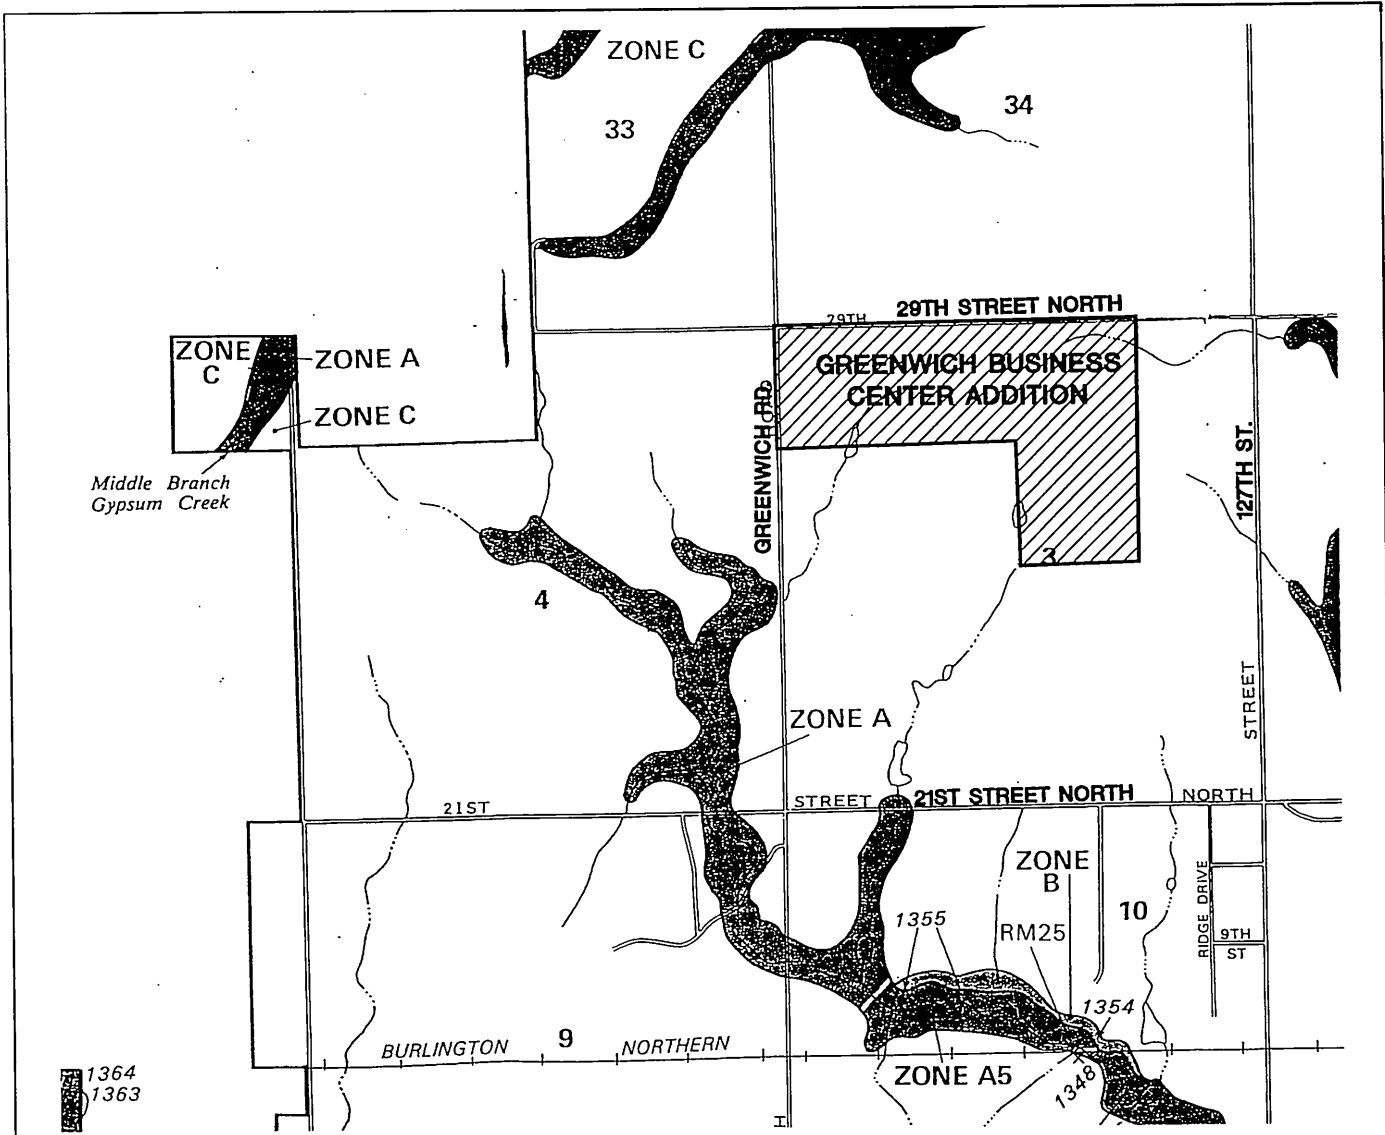 ZONE C
34
33
29TH STREET NORTH
29TH
ZONE
C
ZONE A
ZONE C
GREENWICH BUSINESS
CENTER ADDITION
GREENWICH RD.
127TH ST.
Middle Branch
Gypsum Creek
3
4
STREET
ZONE A
21ST
STREET
21ST STREET NORTH
NORTH
ZONE
B
RIDGE DRIVE
10
1355
RM25
9TH
ST
1354
9
BURLINGTON
NORTHERN
ZONE A5
1348
1364
1363